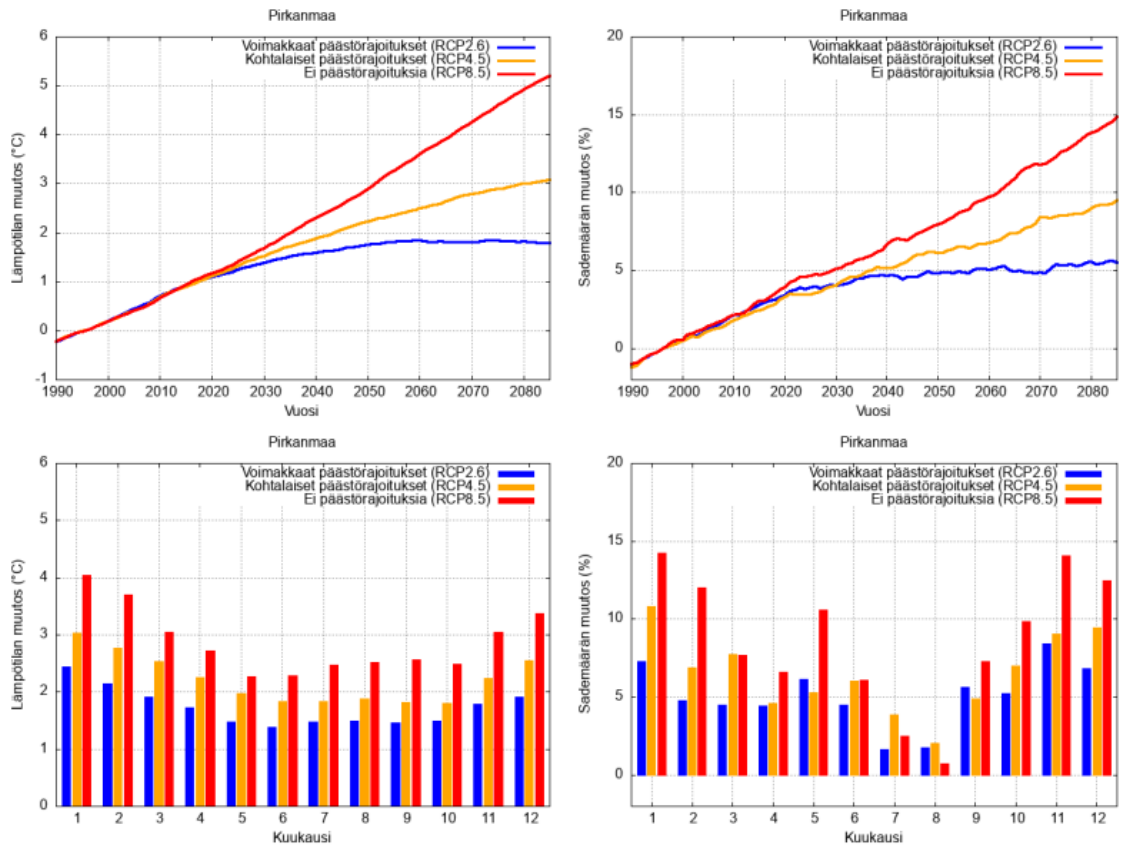 Pirkanmaa
Voimakkaat päästörajoitukset (RCP2.6)
Kohtalaiset päästörajoitukset (RCP4.5)
Ei päästörajoituksia (RCP8.5)
Lämpötilan muutos (°C)
6
5
4
3
2
1
0
-1
1990 2000 2010 2020 2030 2040 2050 2060 2070 2080
Vuosi
Pirkanmaa
Voimakkaat päästörajoitukset (RCP2.6)
Kohtalaiset päästörajoitukset (RCP4.5)
Ei päästörajoituksia (RCP8.5)
Sademäärän muutos (%)
20
15
10
5
0
1990 2000 2010 2020 2030 2040 2050 2060 2070 2080
Vuosi
Pirkanmaa
Voimakkaat päästörajoitukset (RCP2.6)
Kohtalaiset päästörajoitukset (RCP4.5)
Ei päästörajoituksia (RCP8.5)
Lämpötilan muutos (°C)
6
5
4
3
2
1
0
1 2 3 4 5 6 7 8 9 10 11 12
Kuukausi
Pirkanmaa
Voimakkaat päästörajoitukset (RCP2.6)
Kohtalaiset päästörajoitukset (RCP4.5)
Ei päästörajoituksia (RCP8.5)
Sademäärän muutos (%)
20
15
10
5
0
1 2 3 4 5 6 7 8 9 10 11 12
Kuukausi